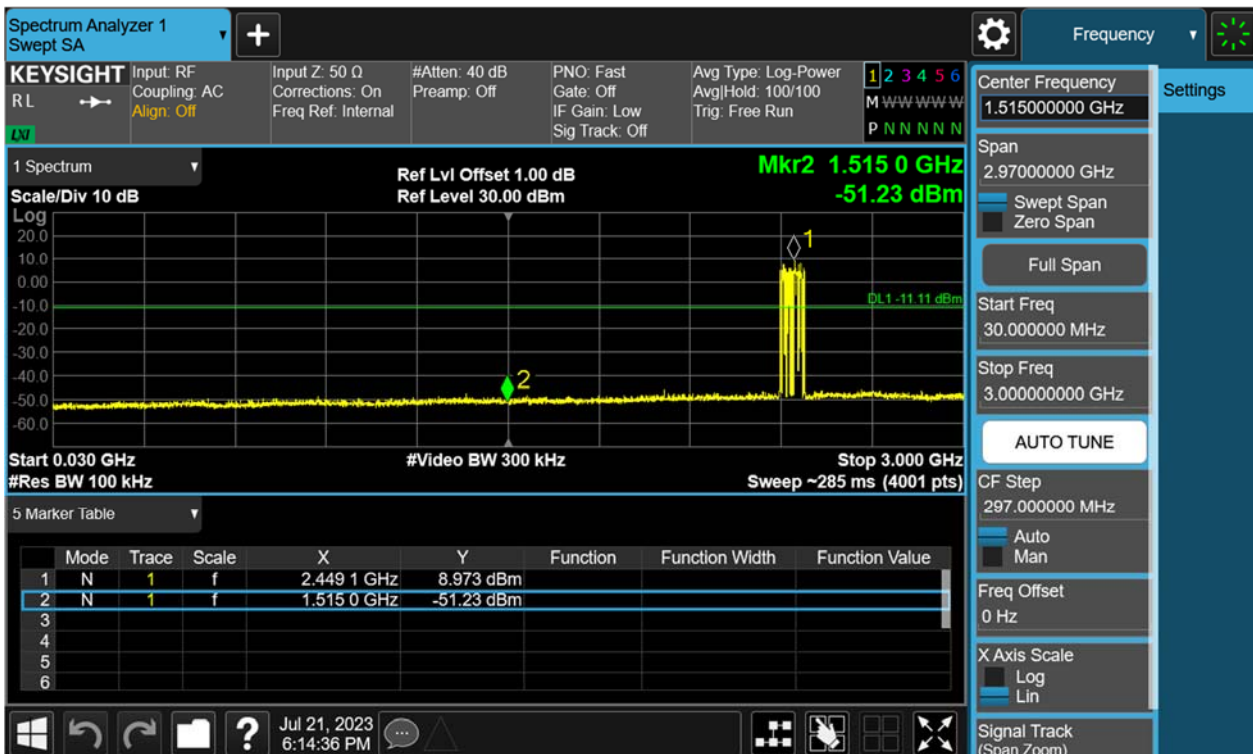 Spectrum Analyzer 1
Swept SA
+
Frequency
KEYSIGHT
RL
LXI
Input: RF
Coupling: AC
Align: Off
Input Z: 50 Ω
Corrections: On
Freq Ref: Internal
#Atten: 40 dB
Preamp: Off
PNO: Fast
Gate: Off
IF Gain: Low
Sig Track: Off
Avg Type: Log-Power
Avg|Hold: 100/100
Trig: Free Run
1 2 3 4 5 6
M W W W W W
P N N N N N
1 Spectrum
Scale/Div 10 dB
Ref Lvl Offset 1.00 dB
Ref Level 30.00 dBm
Mkr2 1.515 0 GHz
-51.23 dBm
Log
20.0
10.0
0.00
-10.0
-20.0
-30.0
-40.0
-50.0
-60.0
1
DL1 -11.11 dBm
2
Start 0.030 GHz
#Video BW 300 kHz
Stop 3.000 GHz
#Res BW 100 kHz
Sweep ~285 ms (4001 pts)
5 Marker Table
Mode Trace Scale X Y Function Function Width Function Value
1 N 1 f 2.449 1 GHz 8.973 dBm
2 N 1 f 1.515 0 GHz -51.23 dBm
3
4
5
6
?
Jul 21, 2023
6:14:36 PM
Center Frequency
1.515000000 GHz
Settings
Span
2.97000000 GHz
Swept Span
Zero Span
Full Span
Start Freq
30.000000 MHz
Stop Freq
3.000000000 GHz
AUTO TUNE
CF Step
297.000000 MHz
Auto
Man
Freq Offset
0 Hz
X Axis Scale
Log
Lin
Signal Track
(Span Zoom)